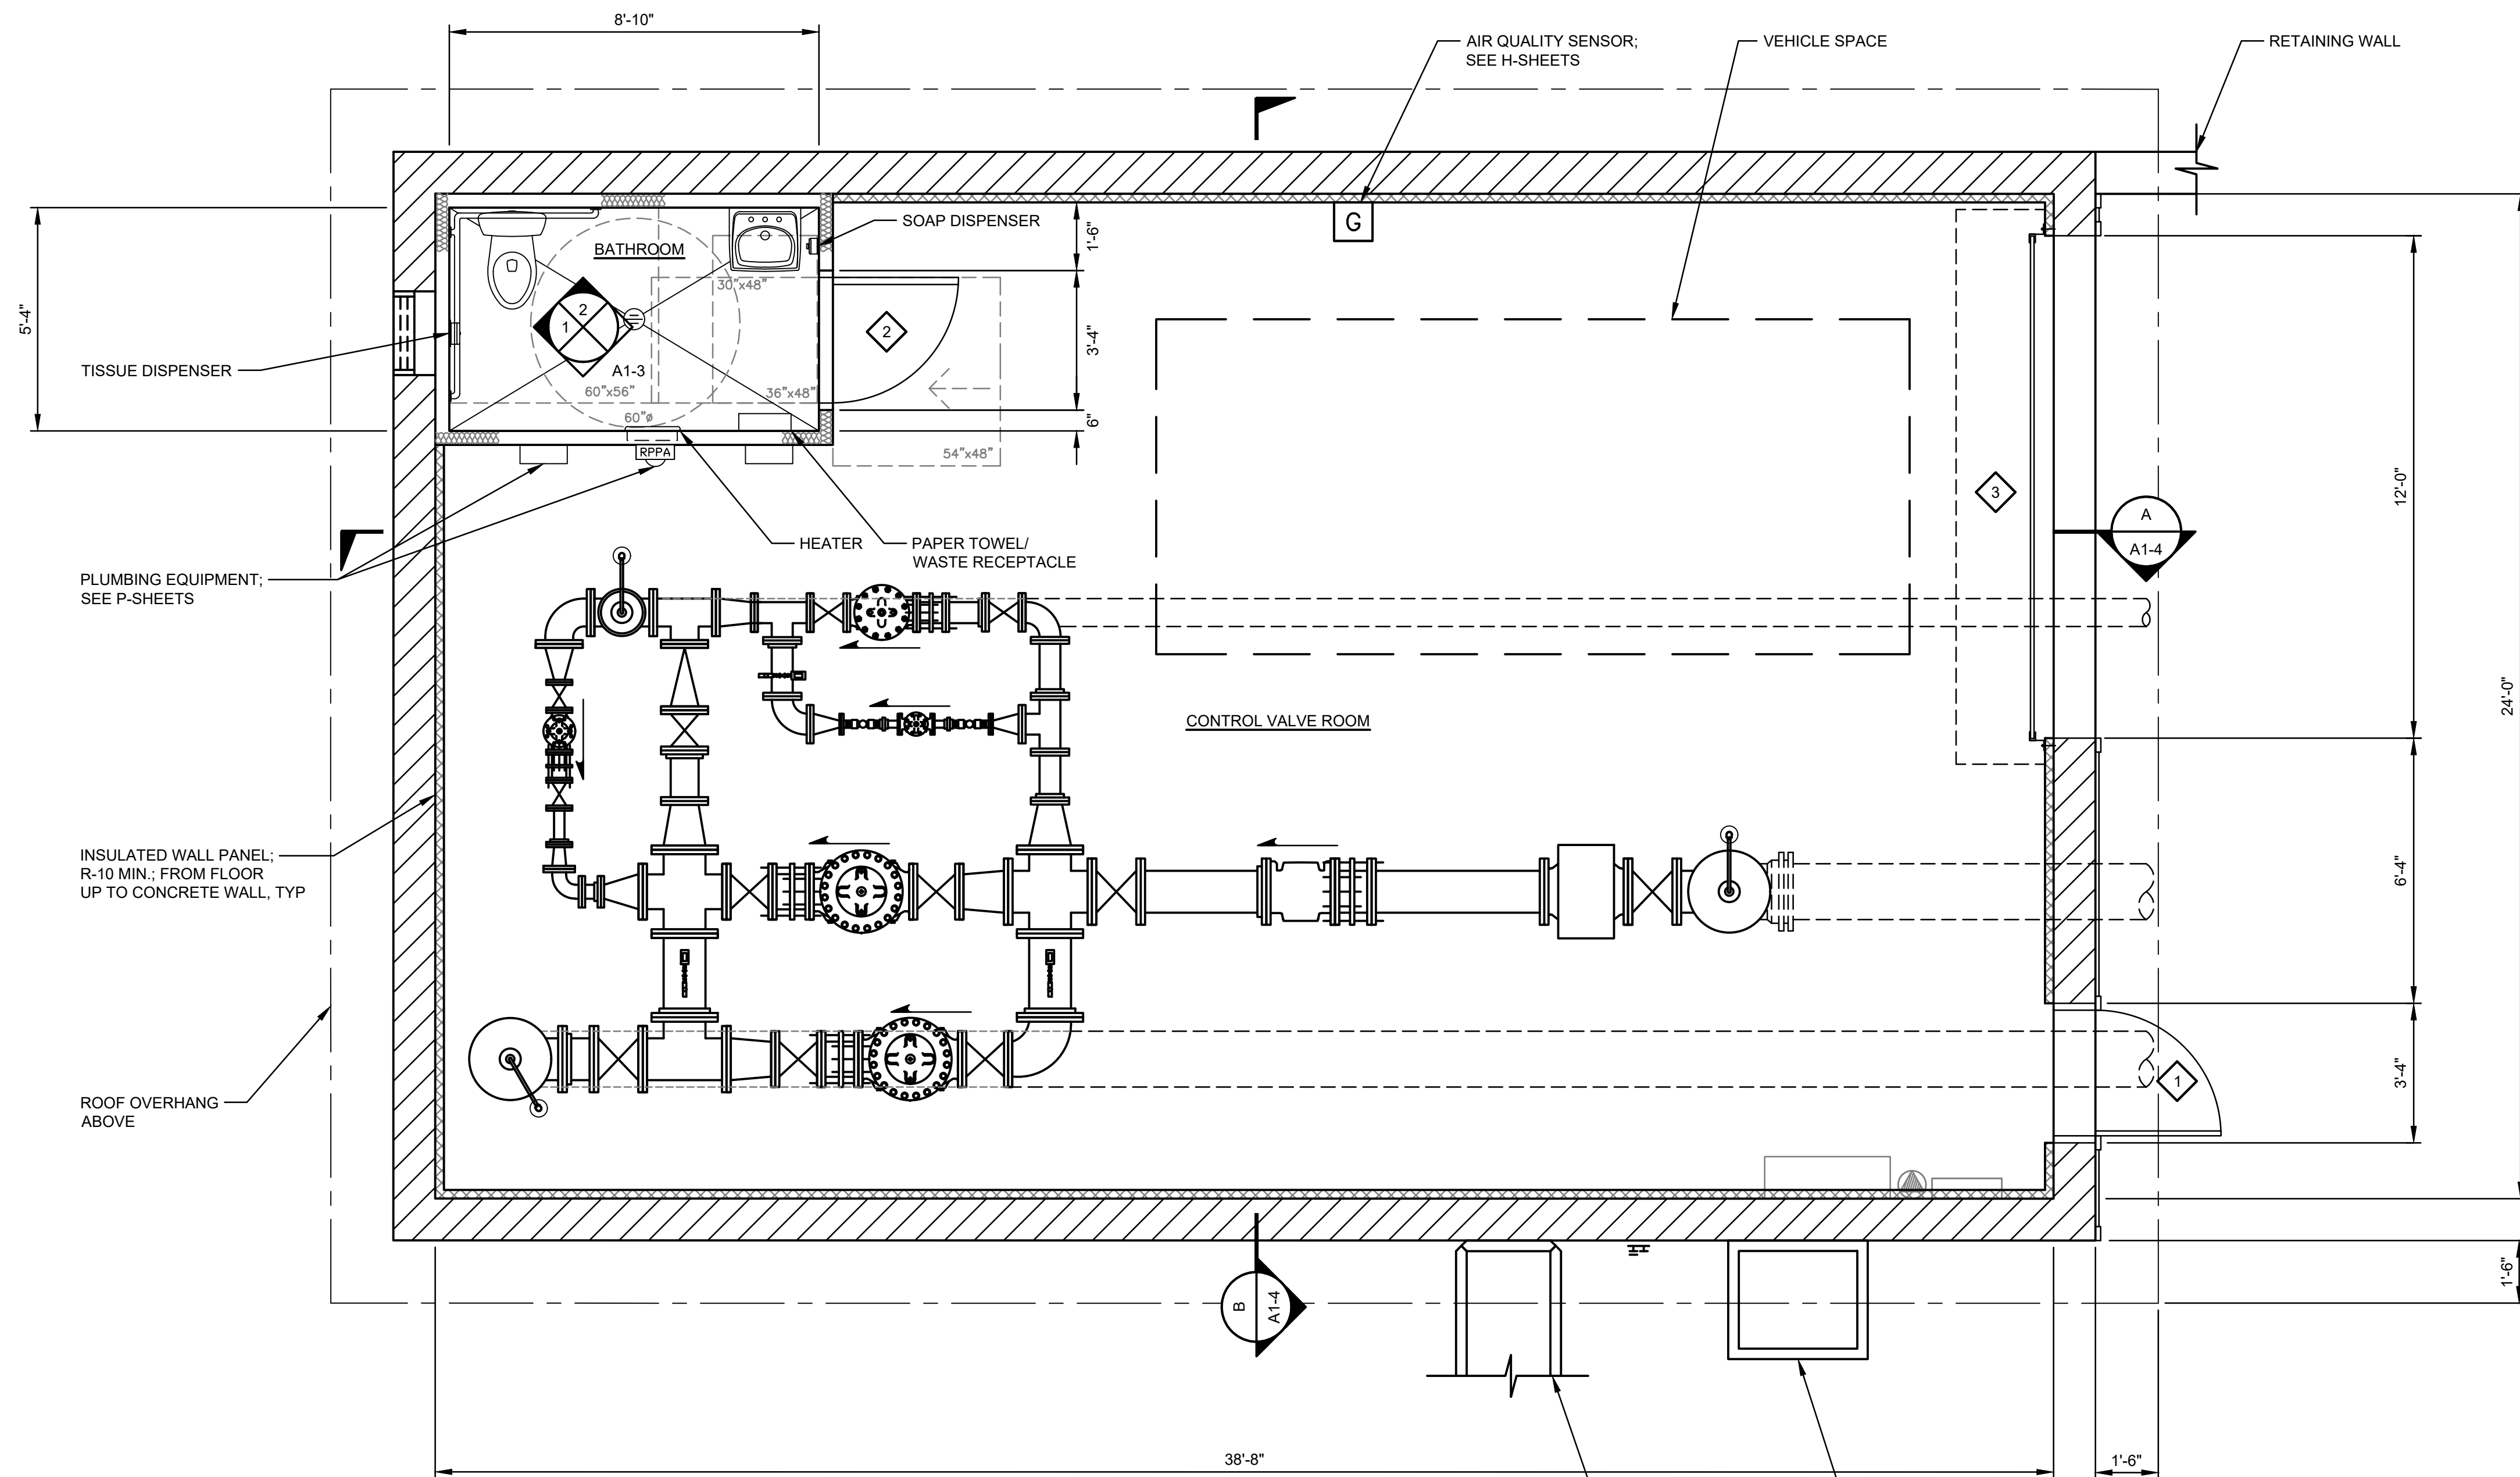 8'-10"
AIR QUALITY SENSOR;
SEE H-SHEETS
VEHICLE SPACE
RETAINING WALL
SOAP DISPENSER
G
BATHROOM
1'-6"
30"x48"
5'-4"
2
1
2
3'-4"
TISSUE DISPENSER
A1-3
60"x56"
36"x48"
60"ø
6"
RPPA
54"x48"
3
12'-0"
A
A1-4
HEATER
PAPER TOWEL/
WASTE RECEPTACLE
PLUMBING EQUIPMENT;
SEE P-SHEETS
24'-0"
CONTROL VALVE ROOM
INSULATED WALL PANEL;
R-10 MIN.; FROM FLOOR
UP TO CONCRETE WALL, TYP
6'-4"
ROOF OVERHANG
ABOVE
3'-4"
1
1'-6"
B
A1-4
38'-8"
1'-6"